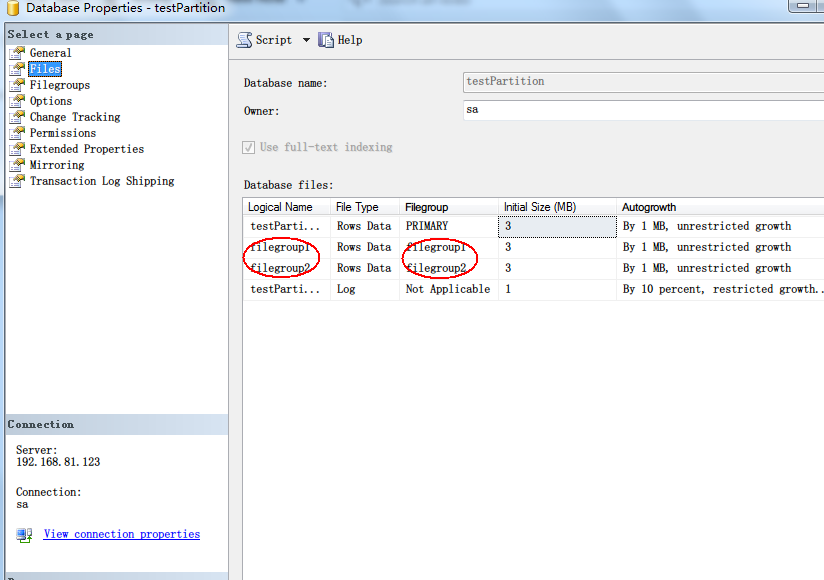 Database Properties - testPartition
Select a page
General
Files
Filegroups
Options
Change Tracking
Permissions
Extended Properties
Mirroring
Transaction Log Shipping
Script Help
Database name: testPartition
Owner: sa
Use full-text indexing
Database files:
Logical Name File Type Filegroup Initial Size (MB) Autogrowth
testParti... Rows Data PRIMARY 3 By 1 MB, unrestricted growth
filegroup1 Rows Data filegroup1 3 By 1 MB, unrestricted growth
filegroup2 Rows Data filegroup2 3 By 1 MB, unrestricted growth
testParti... Log Not Applicable 1 By 10 percent, restricted growth..
Connection
Server:
192.168.81.123
Connection:
sa
View connection properties